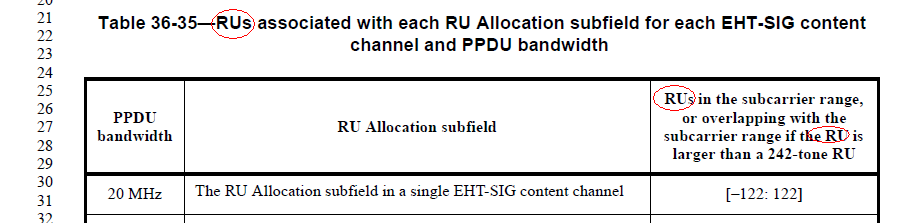 20
21
22
23
24
25
26
27
28
29
30
31
32
Table 36-35—RUs associated with each RU Allocation subfield for each EHT-SIG content
channel and PPDU bandwidth
PPDU
bandwidth
RU Allocation subfield
RUs in the subcarrier range,
or overlapping with the
subcarrier range if the RU is
larger than a 242-tone RU
20 MHz
The RU Allocation subfield in a single EHT-SIG content channel
[–122: 122]